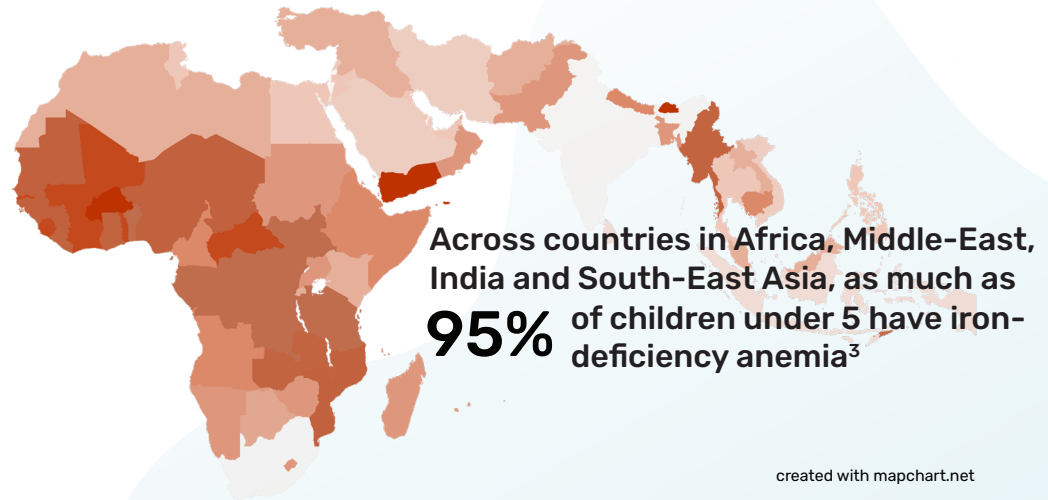 Across countries in Africa, Middle-East,
India and South-East Asia, as much as
95% of children under 5 have iron-
deficiency anemia³
created with mapchart.net